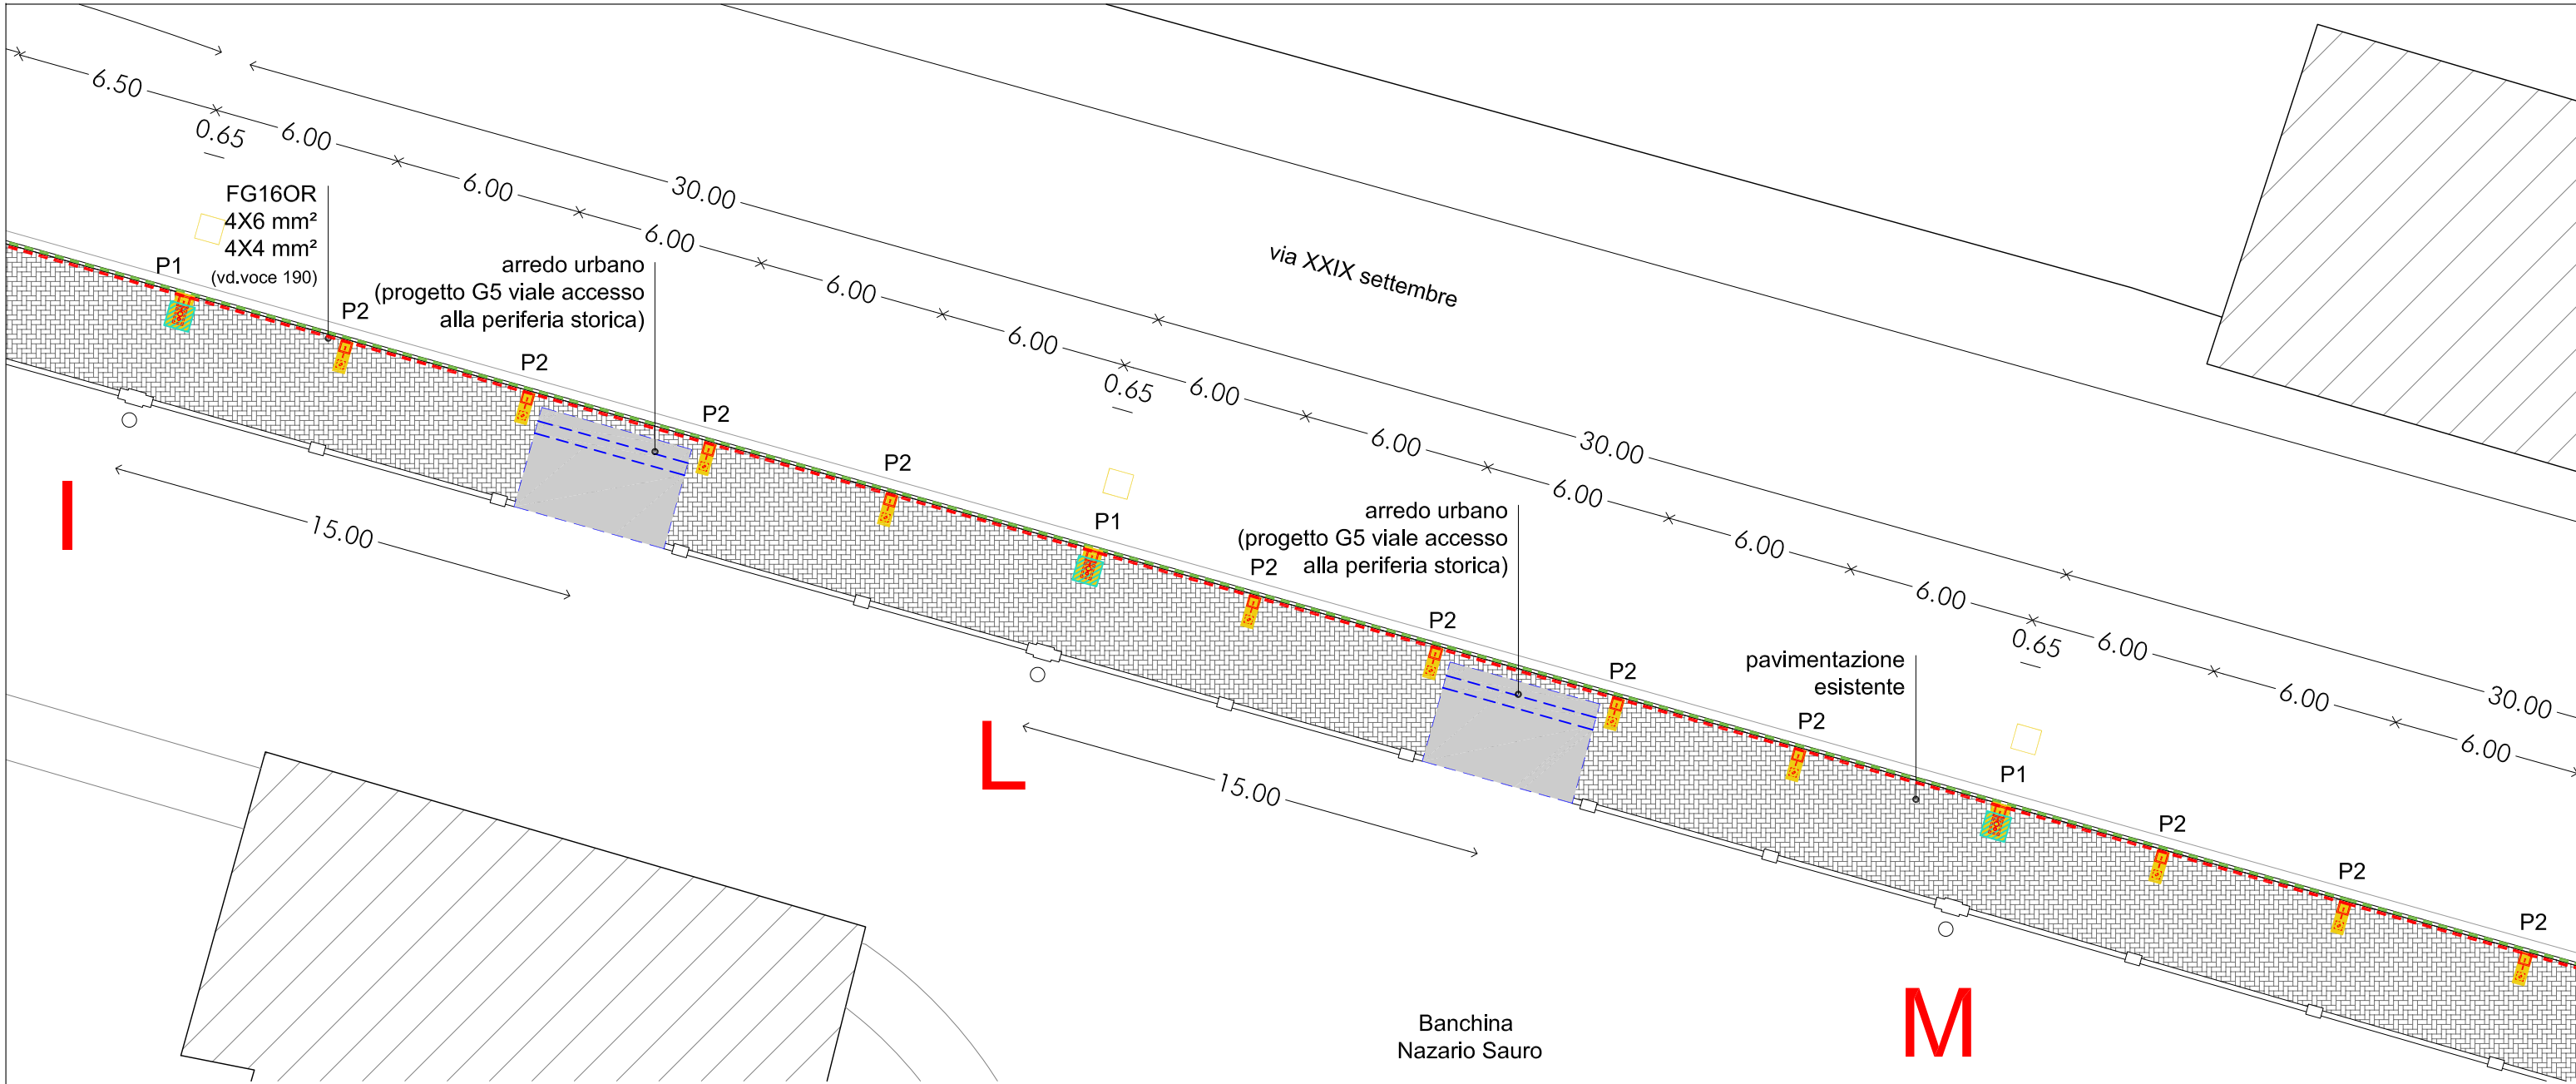 6.50
0.65
6.00
6.00
6.00
6.00
6.00
30.00
FG16OR
4X6 mm²
4X4 mm²
(vd.voce 190)
arredo urbano
(progetto G5 viale accesso
alla periferia storica)
P1
P2
P2
P2
P2
via XXIX settembre
0.65
6.00
6.00
6.00
6.00
6.00
30.00
P1
P2
arredo urbano
(progetto G5 viale accesso
alla periferia storica)
P2
P2
P2
pavimentazione
esistente
0.65
6.00
6.00
6.00
30.00
P1
P2
P2
P2
I
15.00
L
15.00
M
Banchina
Nazario Sauro